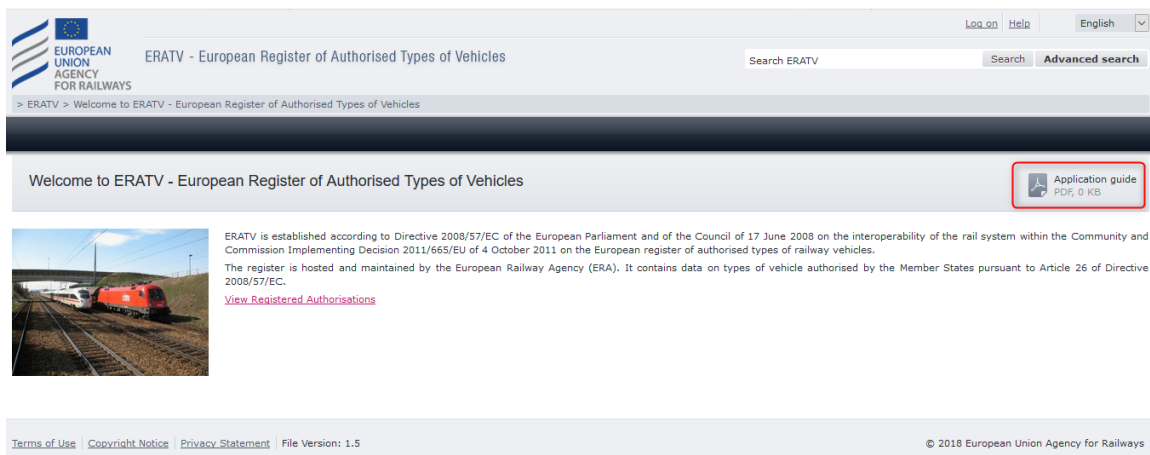 Log on Help English
EUROPEAN
UNION
AGENCY
FOR RAILWAYS
ERATV - European Register of Authorised Types of Vehicles
Search ERATV Search Advanced search
> ERATV > Welcome to ERATV - European Register of Authorised Types of Vehicles
Welcome to ERATV - European Register of Authorised Types of Vehicles
Application guide
PDF, 0 KB
ERATV is established according to Directive 2008/57/EC of the European Parliament and of the Council of 17 June 2008 on the interoperability of the rail system within the Community and
Commission Implementing Decision 2011/665/EU of 4 October 2011 on the European register of authorised types of railway vehicles.
The register is hosted and maintained by the European Railway Agency (ERA). It contains data on types of vehicle authorised by the Member States pursuant to Article 26 of Directive
2008/57/EC.
View Registered Authorisations
Terms of Use Copyright Notice Privacy Statement File Version: 1.5
© 2018 European Union Agency for Railways